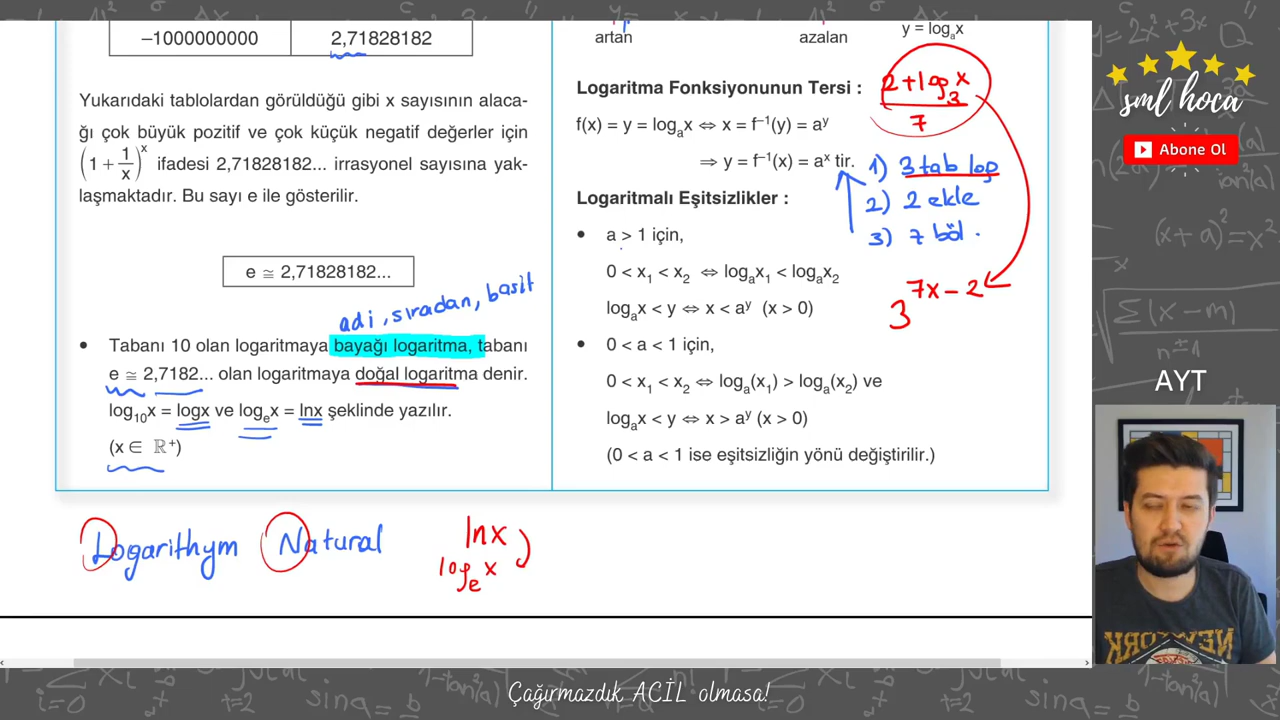 –1000000000 2,71828182
Yukarıdaki tablolardan görüldüğü gibi x sayısının alaca-
ğı çok büyük pozitif ve çok küçük negatif değerler için
(1 + 1/x)^x ifadesi 2,71828182... irrasyonel sayısına yak-
laşmaktadır. Bu sayı e ile gösterilir.
e ≅ 2,71828182...
adi, sıradan, basit
• Tabanı 10 olan logaritmaya bayağı logaritma, tabanı
e ≅ 2,7182... olan logaritmaya doğal logaritma denir.
log₁₀x = logx ve logₑx = lnx şeklinde yazılır.
(x ∈ ℝ⁺)
artan azalan y = logₐx
Logaritma Fonksiyonunun Tersi :
f(x) = y = logₐx ⇔ x = f⁻¹(y) = aʸ
⇒ y = f⁻¹(x) = aˣ tir.
2 + log₃x
7
1) 3 tab log
2) 2 ekle
3) 7 böl
3^(7x – 2)
Logaritmalı Eşitsizlikler :
• a > 1 için,
0 < x₁ < x₂ ⇔ logₐx₁ < logₐx₂
logₐx < y ⇔ x < aʸ (x > 0)
• 0 < a < 1 için,
0 < x₁ < x₂ ⇔ logₐ(x₁) > logₐ(x₂) ve
logₐx < y ⇔ x > aʸ (x > 0)
(0 < a < 1 ise eşitsizliğin yönü değiştirilir.)
Logarithym Natural
lnx
logₑx
sml hoca
Abone Ol
AYT
Çağırmazdık ACİL olmasa!